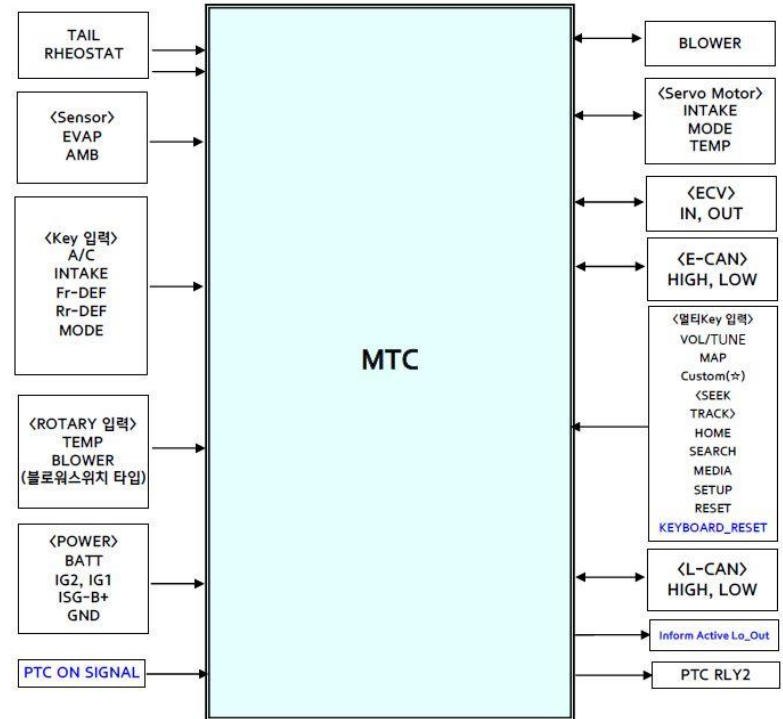 TAIL
RHEOSTAT
<Sensor>
EVAP
AMB
<Key 입력>
A/C
INTAKE
Fr-DEF
Rr-DEF
MODE
<ROTARY 입력>
TEMP
BLOWER
(블로워스위치 타입)
<POWER>
BATT
IG2, IG1
ISG-B+
GND
PTC ON SIGNAL
MTC
BLOWER
<Servo Motor>
INTAKE
MODE
TEMP
<ECV>
IN, OUT
<E-CAN>
HIGH, LOW
<멀티Key 입력>
VOL/TUNE
MAP
Custom(☆)
<SEEK
TRACK>
HOME
SEARCH
MEDIA
SETUP
RESET
KEYBOARD_RESET
<L-CAN>
HIGH, LOW
Inform Active Lo_Out
PTC RLY2